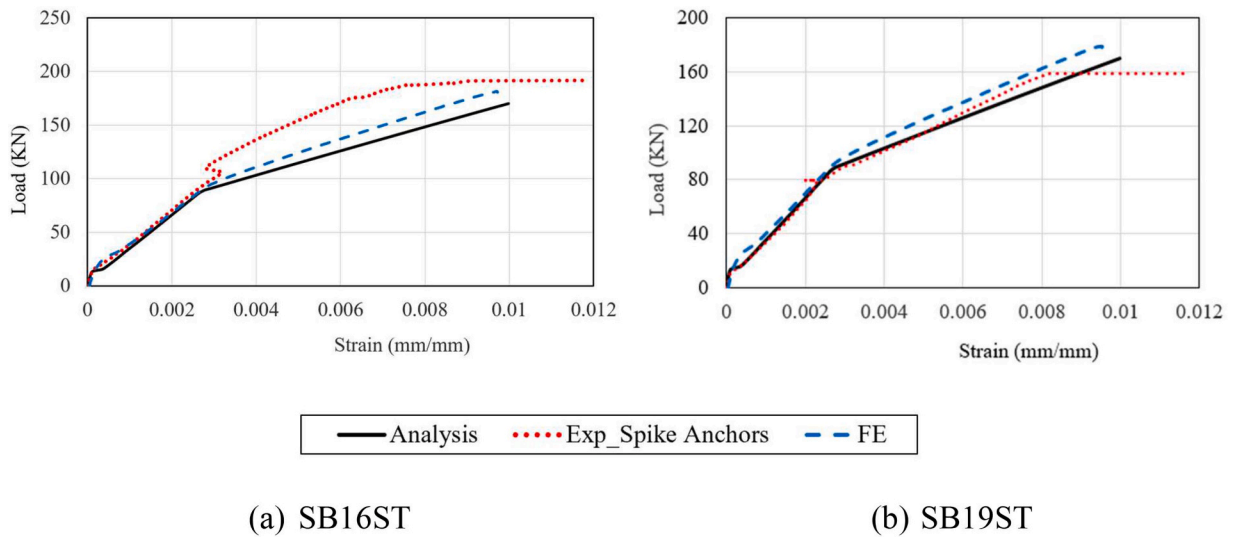 250
200
150
100
50
0
Load (KN)
0 0.002 0.004 0.006 0.008 0.01 0.012
Strain (mm/mm)
200
160
120
80
40
0
Load (KN)
0 0.002 0.004 0.006 0.008 0.01 0.012
Strain (mm/mm)
Analysis Exp_Spike Anchors FE
(a) SB16ST (b) SB19ST